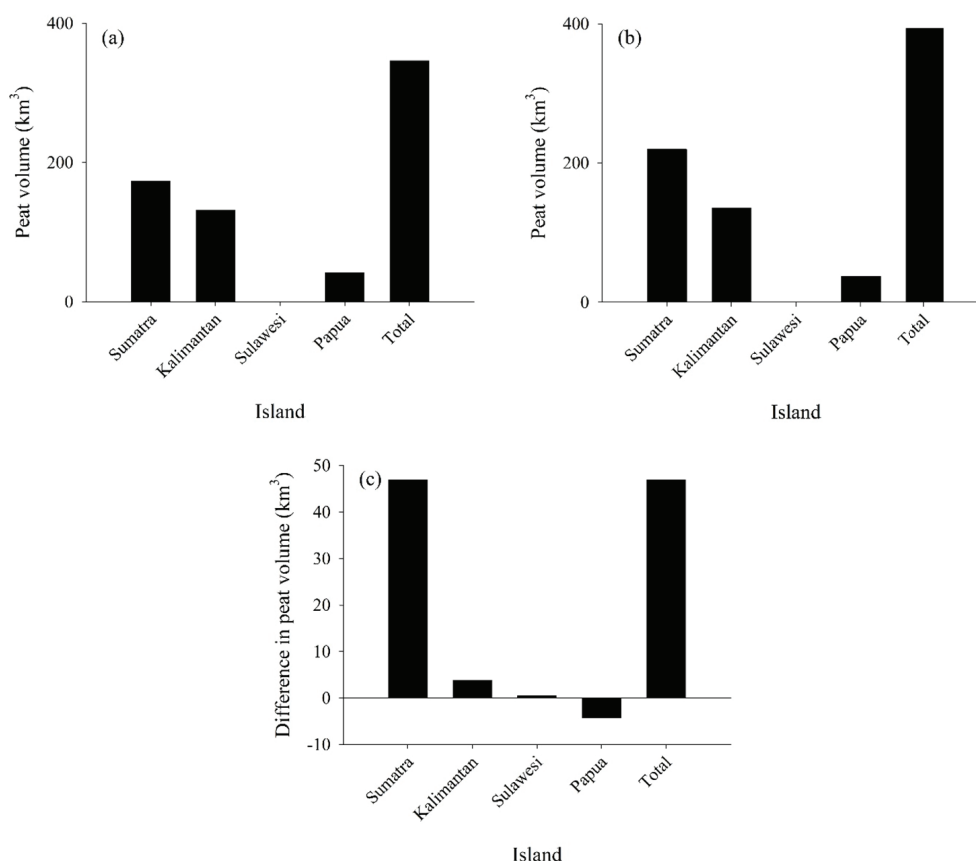 (a)
Peat volume (km³)
400
200
0
Sumatra
Kalimantan
Sulawesi
Papua
Total
Island
(b)
Peat volume (km³)
400
200
0
Sumatra
Kalimantan
Sulawesi
Papua
Total
Island
(c)
Difference in peat volume (km³)
50
40
30
20
10
0
-10
Sumatra
Kalimantan
Sulawesi
Papua
Total
Island